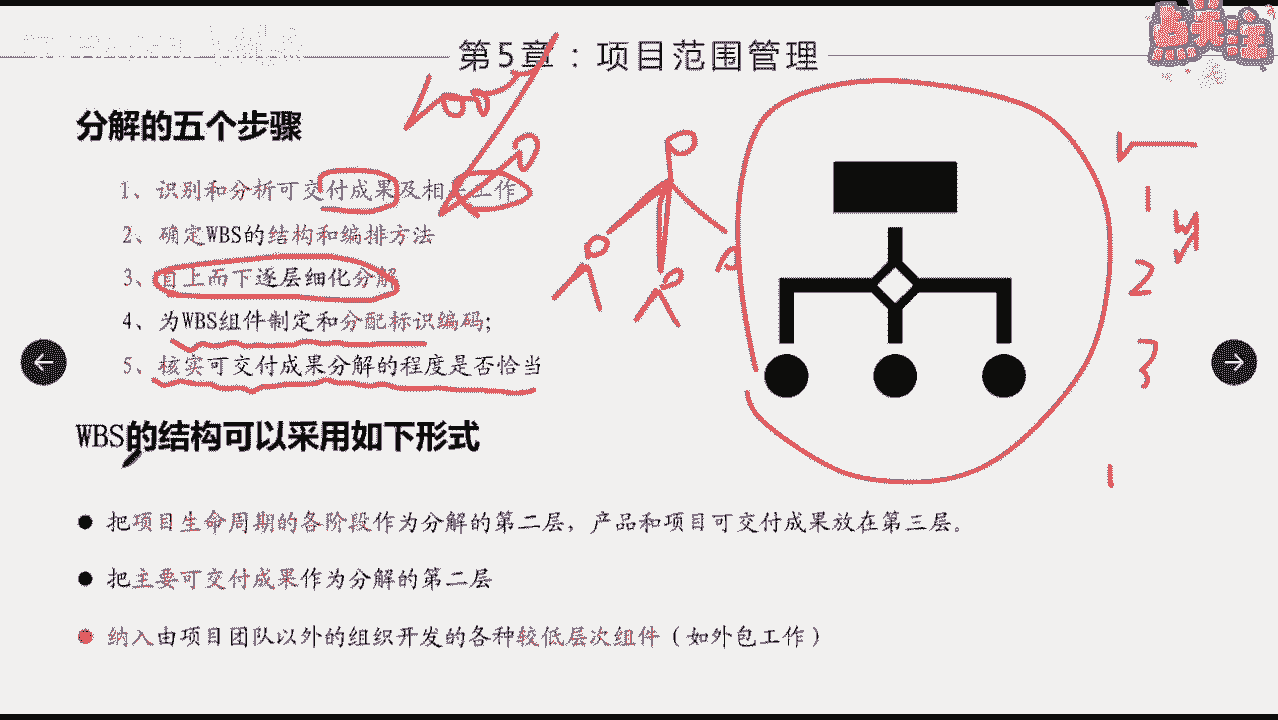 第5章：项目范围管理
分解的五个步骤
1、识别和分析可交付成果及相关工作
2、确定WBS的结构和编排方法
3、自上而下逐层细化分解
4、为WBS组件制定和分配标识编码;
5、核实可交付成果分解的程度是否恰当
WBS的结构可以采用如下形式
● 把项目生命周期的各阶段作为分解的第二层，产品和项目可交付成果放在第三层。
● 把主要可交付成果作为分解的第二层
● 纳入由项目团队以外的组织开发的各种较低层次组件（如外包工作）
1
2
3
1